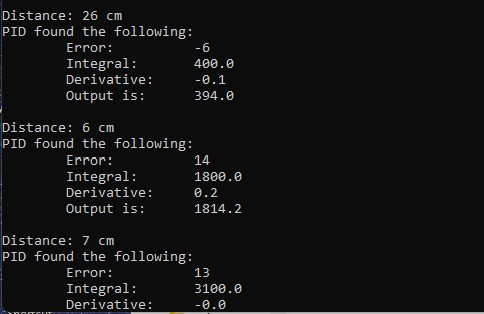 Distance: 26 cm
PID found the following:
Error: -6
Integral: 400.0
Derivative: -0.1
Output is: 394.0
Distance: 6 cm
PID found the following:
Error: 14
Integral: 1800.0
Derivative: 0.2
Output is: 1814.2
Distance: 7 cm
PID found the following:
Error: 13
Integral: 3100.0
Derivative: -0.0